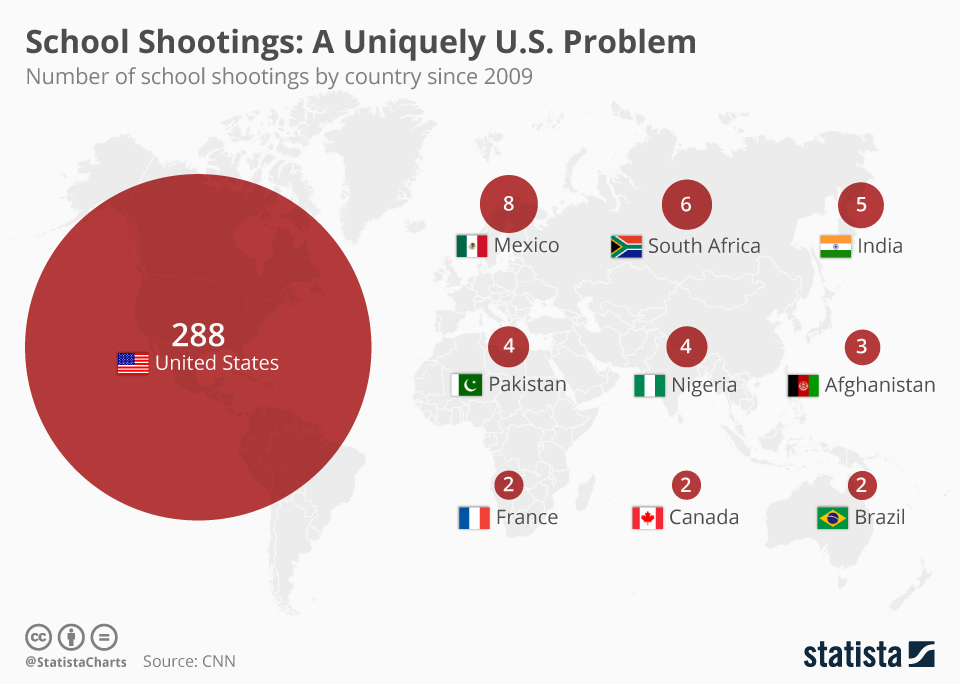 School Shootings: A Uniquely U.S. Problem
Number of school shootings by country since 2009
288
United States
8
Mexico
6
South Africa
5
India
4
Pakistan
4
Nigeria
3
Afghanistan
2
France
2
Canada
2
Brazil
cc
@StatistaCharts Source: CNN
statista